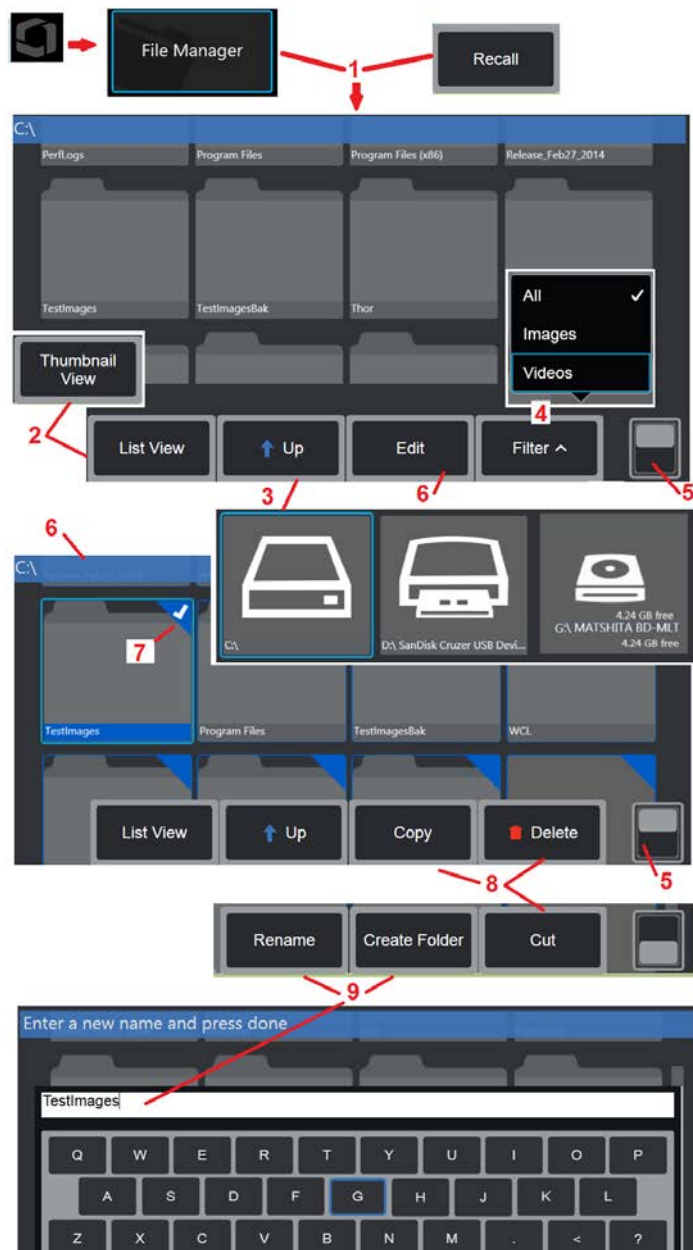 File Manager
Recall
1
C:\
PerfLogs Program Files Program Files (x86) Release_Feb27_2014
TestImages TestImagesBak Thor
All
Images
Videos
Thumbnail
View
2
4
List View Up Edit Filter
3 6 5
6
C:\
C:\ D:\ SanDisk Cruzer USB Devi...
4.24 GB free
G:\ MATSHITA BD-MLT
4.24 GB free
7
TestImages Program Files TestImagesBak WCL
List View Up Copy Delete
8 5
Rename Create Folder Cut
9
Enter a new name and press done
TestImages
Q W E R T Y U I O P
A S D F G H J K L
Z X C V B N M . < ?